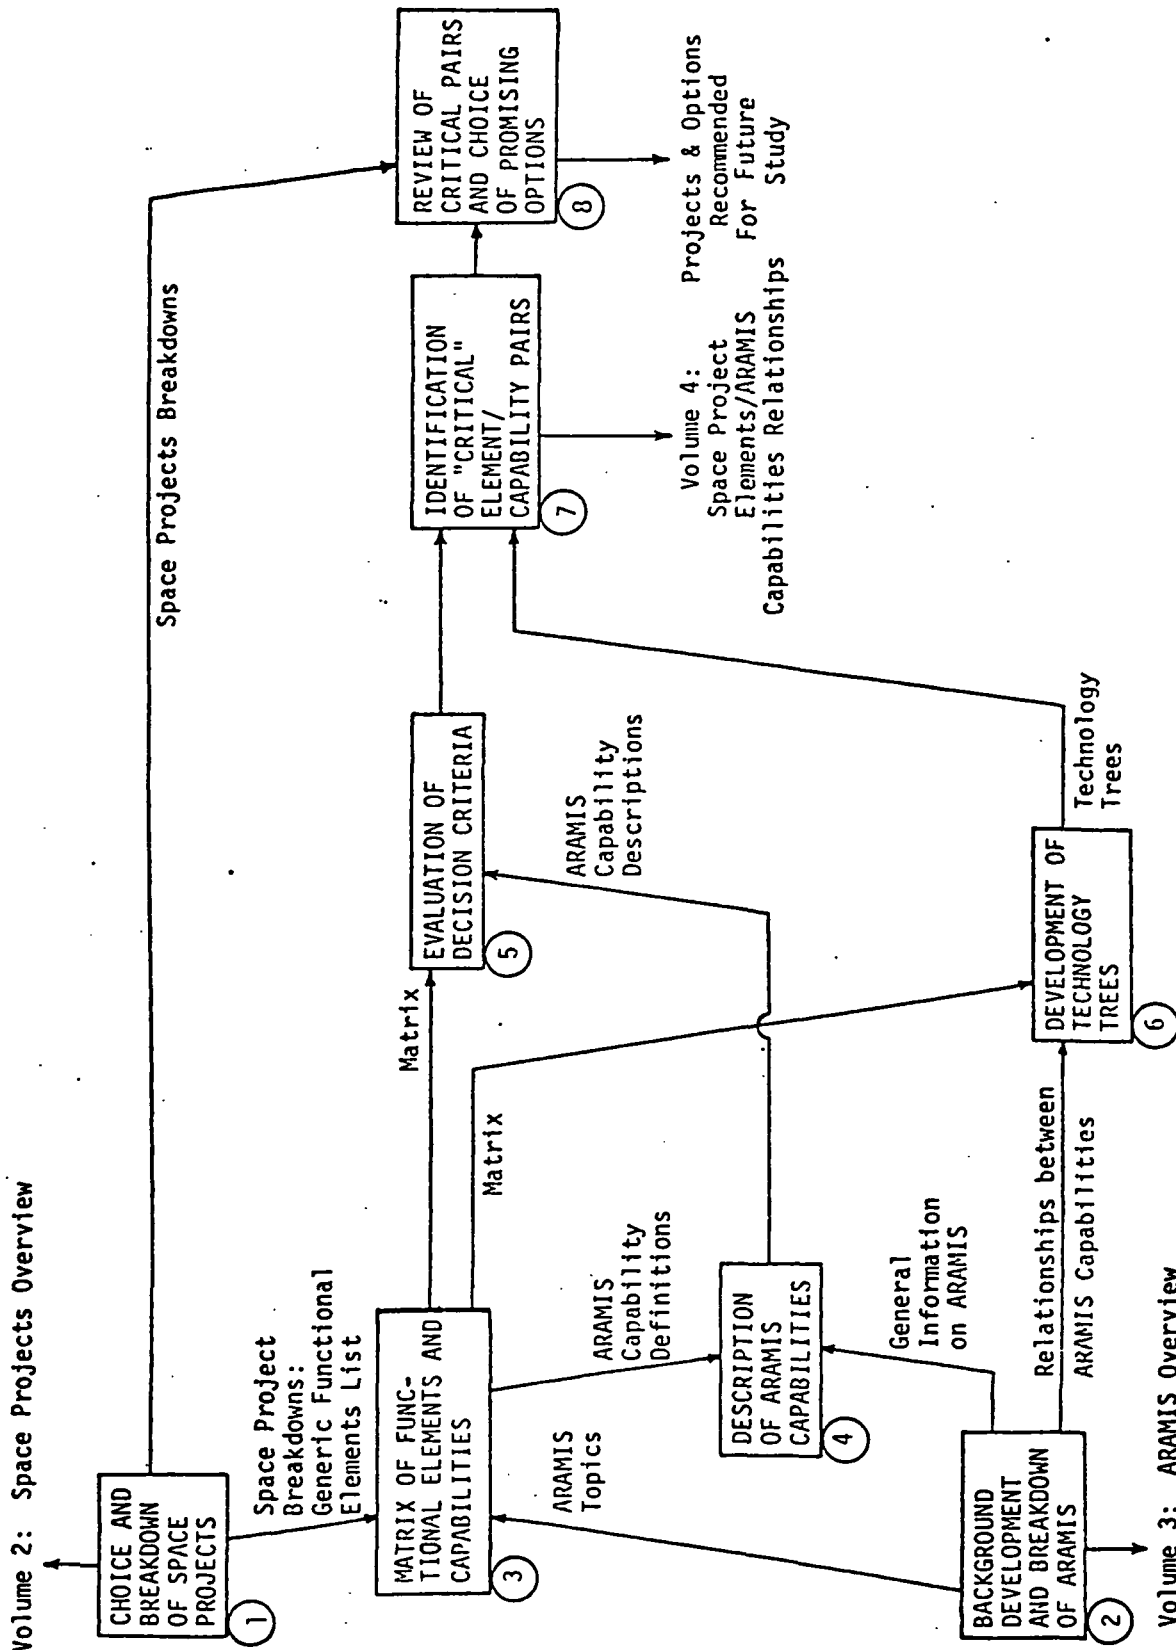 Volume 2: Space Projects Overview
CHOICE AND
BREAKDOWN
OF SPACE
PROJECTS
1
Space Projects Breakdowns
Space Project
Breakdowns:
Generic Functional
Elements List
MATRIX OF FUNC-
TIONAL ELEMENTS AND
CAPABILITIES
3
Matrix
Matrix
EVALUATION OF
DECISION CRITERIA
5
IDENTIFICATION
OF "CRITICAL"
ELEMENT/
CAPABILITY PAIRS
7
REVIEW OF
CRITICAL PAIRS
AND CHOICE
OF PROMISING
OPTIONS
8
ARAMIS
Topics
ARAMIS
Capability
Definitions
ARAMIS
Capability
Descriptions
Volume 4:
Space Project
Elements/ARAMIS
Capabilities Relationships
Projects & Options
Recommended
For Future
Study
DESCRIPTION
OF ARAMIS
CAPABILITIES
4
General
Information
on ARAMIS
BACKGROUND
DEVELOPMENT
AND BREAKDOWN
OF ARAMIS
2
Relationships between
ARAMIS Capabilities
DEVELOPMENT OF
TECHNOLOGY
TREES
6
Technology
Trees
Volume 3: ARAMIS Overview